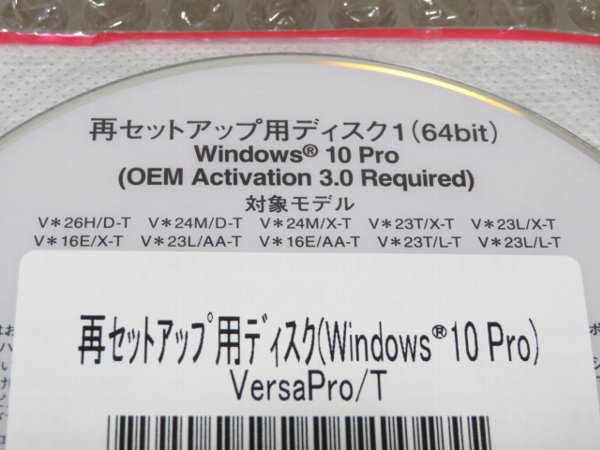 再セットアップ用ディスク1(64bit)
Windows® 10 Pro
(OEM Activation 3.0 Required)
対象モデル
V*26H/D-T V*24M/D-T V*24M/X-T V*23T/X-T V*23L/X-T
V*16E/X-T V*23L/AA-T V*16E/AA-T V*23T/L-T V*23L/L-T
再ｾｯﾄｱｯﾌﾟ用ﾃﾞｨｽｸ(Windows®10 Pro)
VersaPro/T